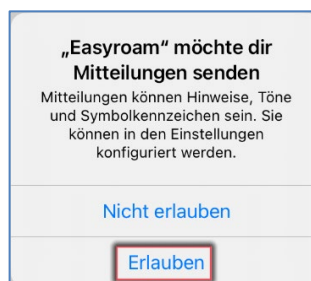 „Easyroam“ möchte dir
Mitteilungen senden
Mitteilungen können Hinweise, Töne
und Symbolkennzeichen sein. Sie
können in den Einstellungen
konfiguriert werden.
Nicht erlauben
Erlauben